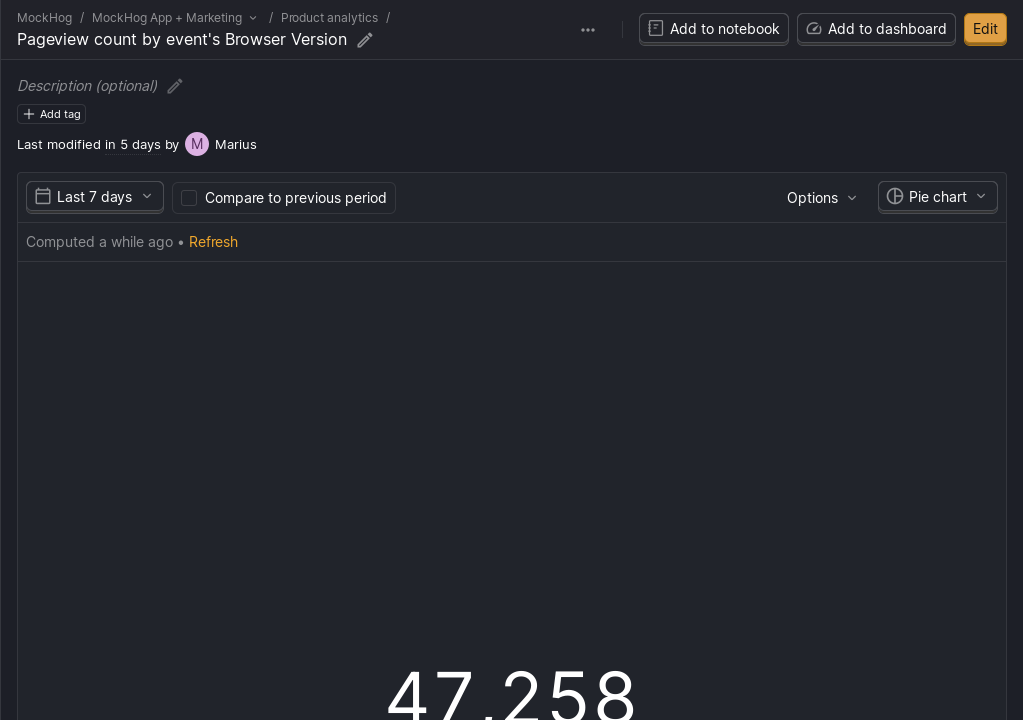 MockHog / MockHog App + Marketing / Product analytics /
Pageview count by event's Browser Version
Add to notebook
Add to dashboard
Edit
Description (optional)
Add tag
Last modified in 5 days by M Marius
Last 7 days
Compare to previous period
Options
Pie chart
Computed a while ago • Refresh
47,258